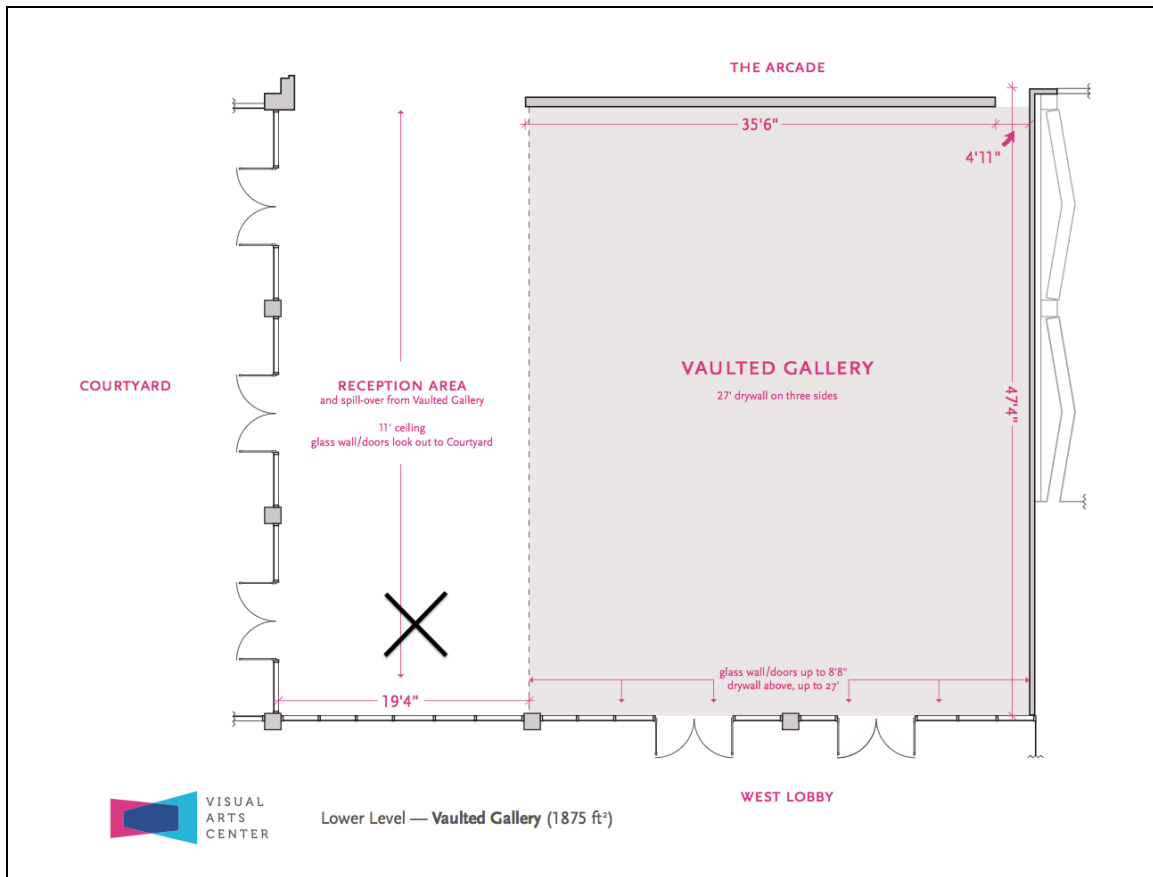 THE ARCADE
35'6"
4'11"
COURTYARD
RECEPTION AREA
and spill-over from Vaulted Gallery
11' ceiling
glass wall/doors look out to Courtyard
VAULTED GALLERY
27' drywall on three sides
47'4"
glass wall/doors up to 8'8"
drywall above, up to 27'
19'4"
WEST LOBBY
VISUAL
ARTS
CENTER
Lower Level — Vaulted Gallery (1875 ft²)